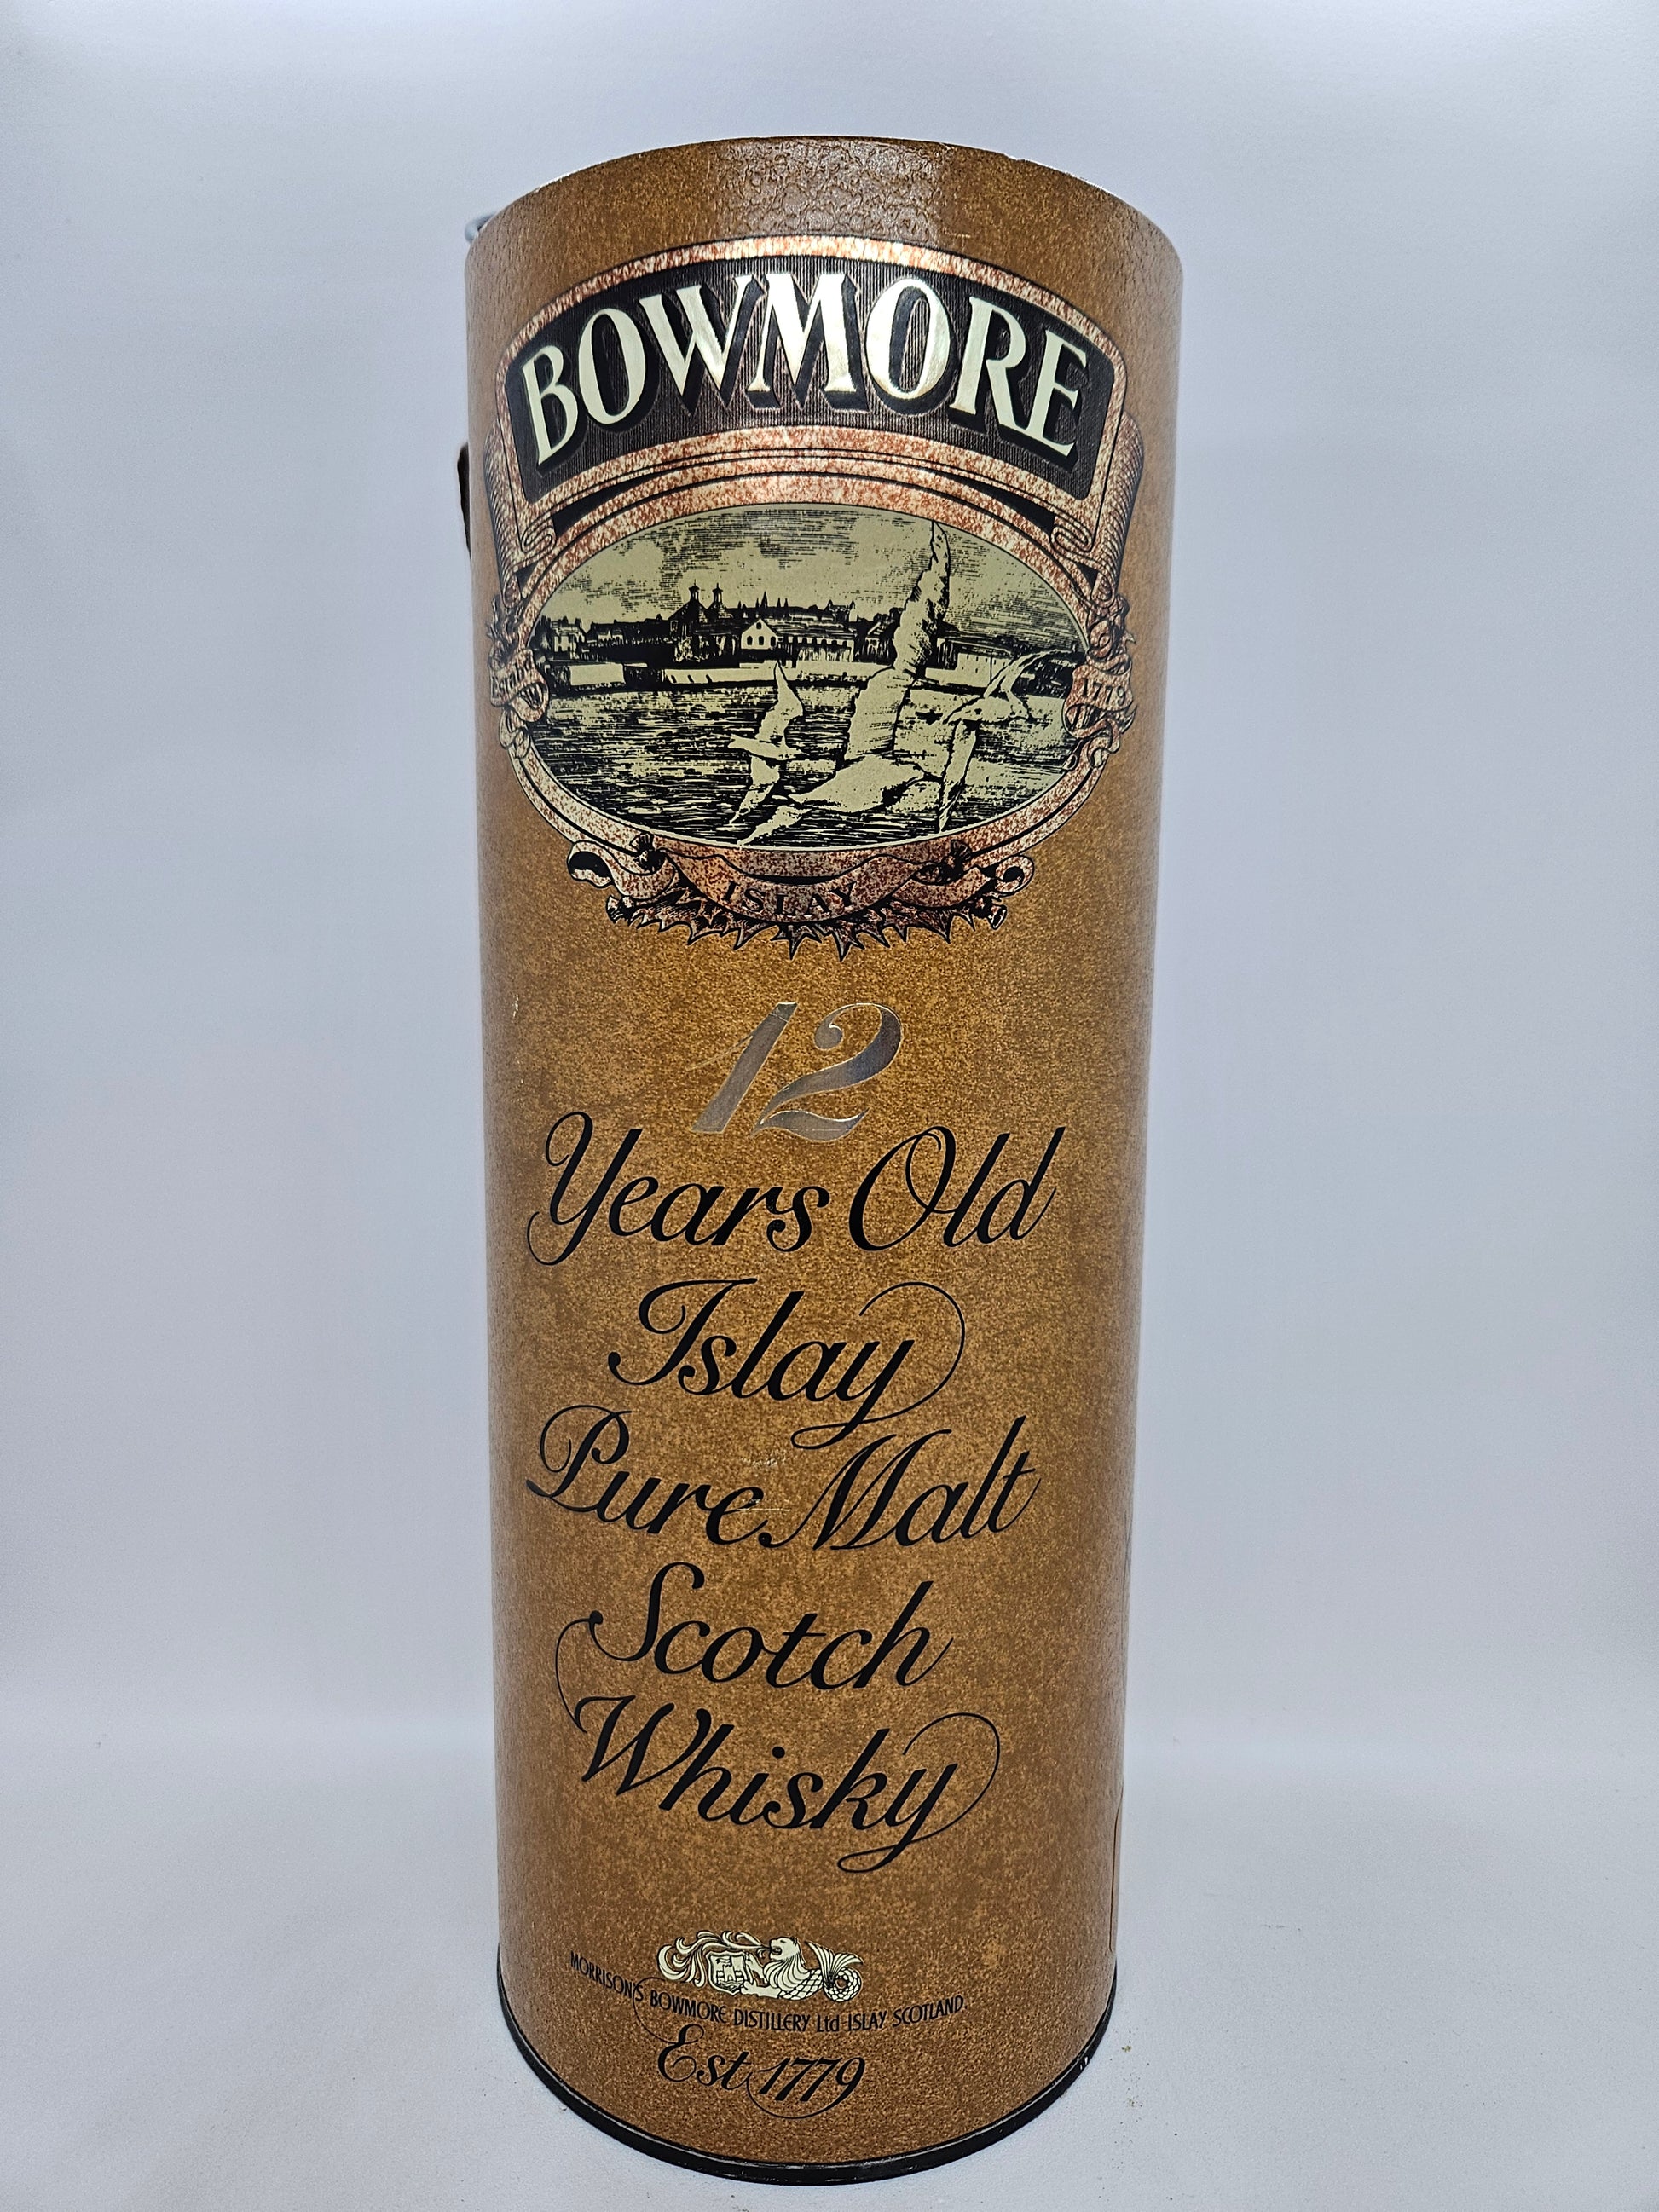 BOWMORE
Estbd
1779
ISLAY
12
Years Old
Islay
Pure Malt
Scotch
Whisky
MORRISON'S BOWMORE DISTILLERY Ltd ISLAY SCOTLAND.
Est 1779